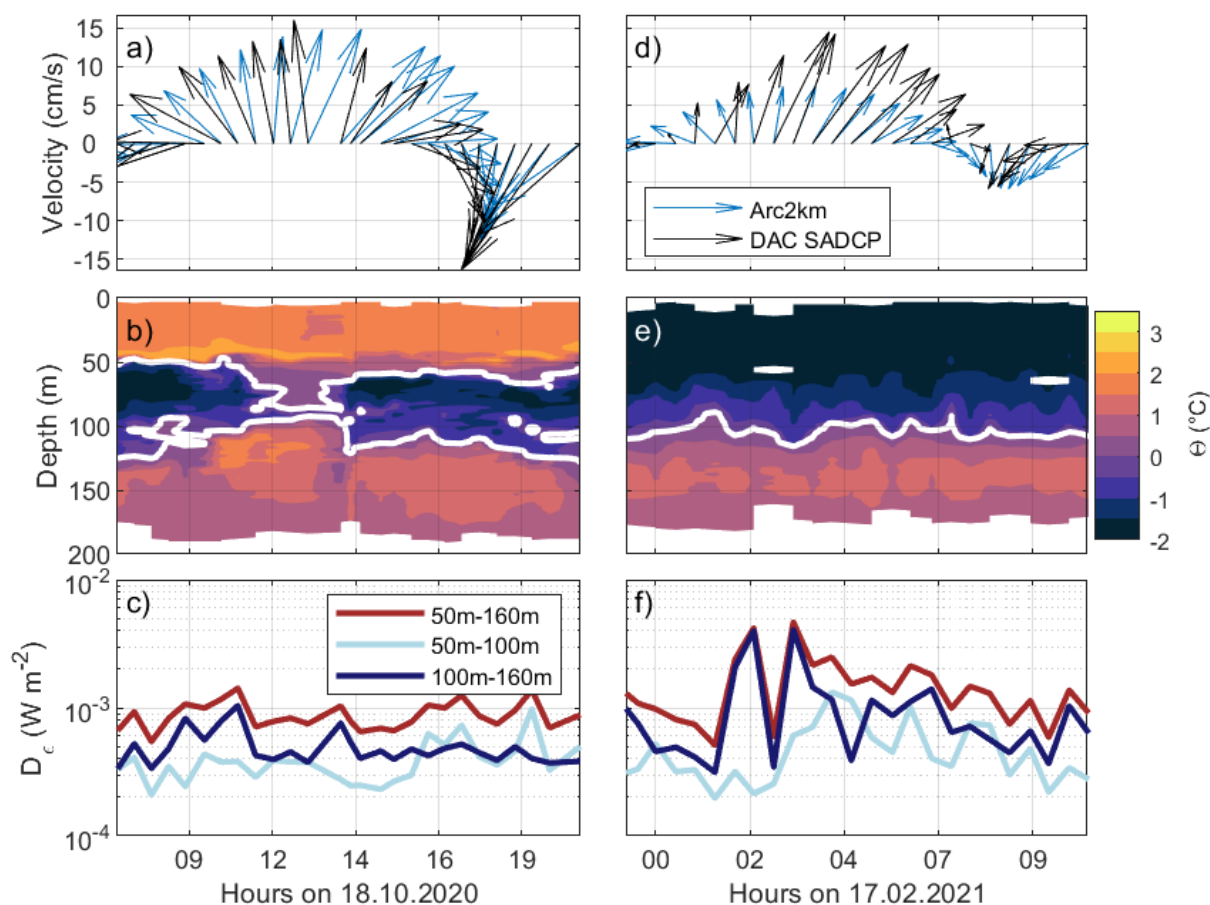 a)
15
10
5
0
-5
-10
-15
Velocity (cm/s)
d)
Arc2km
DAC SADCP
b)
0
50
100
150
200
Depth (m)
e)
3
2
1
0
-1
-2
Θ (°C)
c)
50m-160m
50m-100m
100m-160m
10⁻²
10⁻³
10⁻⁴
D_ϵ (W m⁻²)
09 12 14 16 19
Hours on 18.10.2020
f)
00 02 04 07 09
Hours on 17.02.2021